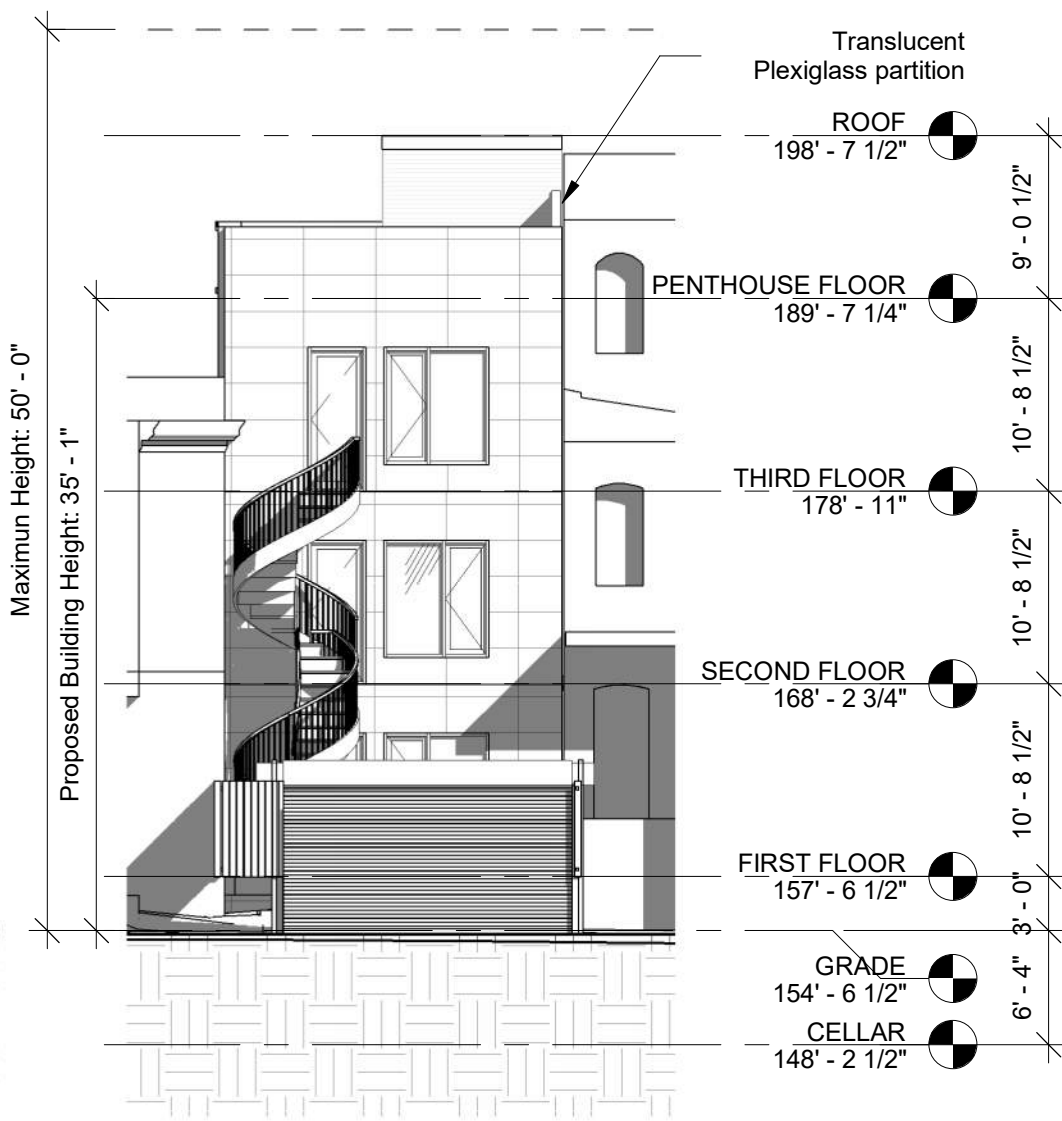 Translucent
Plexiglass partition
ROOF
198' - 7 1/2"
9' - 0 1/2"
PENTHOUSE FLOOR
189' - 7 1/4"
10' - 8 1/2"
THIRD FLOOR
178' - 11"
10' - 8 1/2"
SECOND FLOOR
168' - 2 3/4"
10' - 8 1/2"
FIRST FLOOR
157' - 6 1/2"
3' - 0"
GRADE
154' - 6 1/2"
6' - 4"
CELLAR
148' - 2 1/2"
Maximun Height: 50' - 0"
Proposed Building Height: 35' - 1"